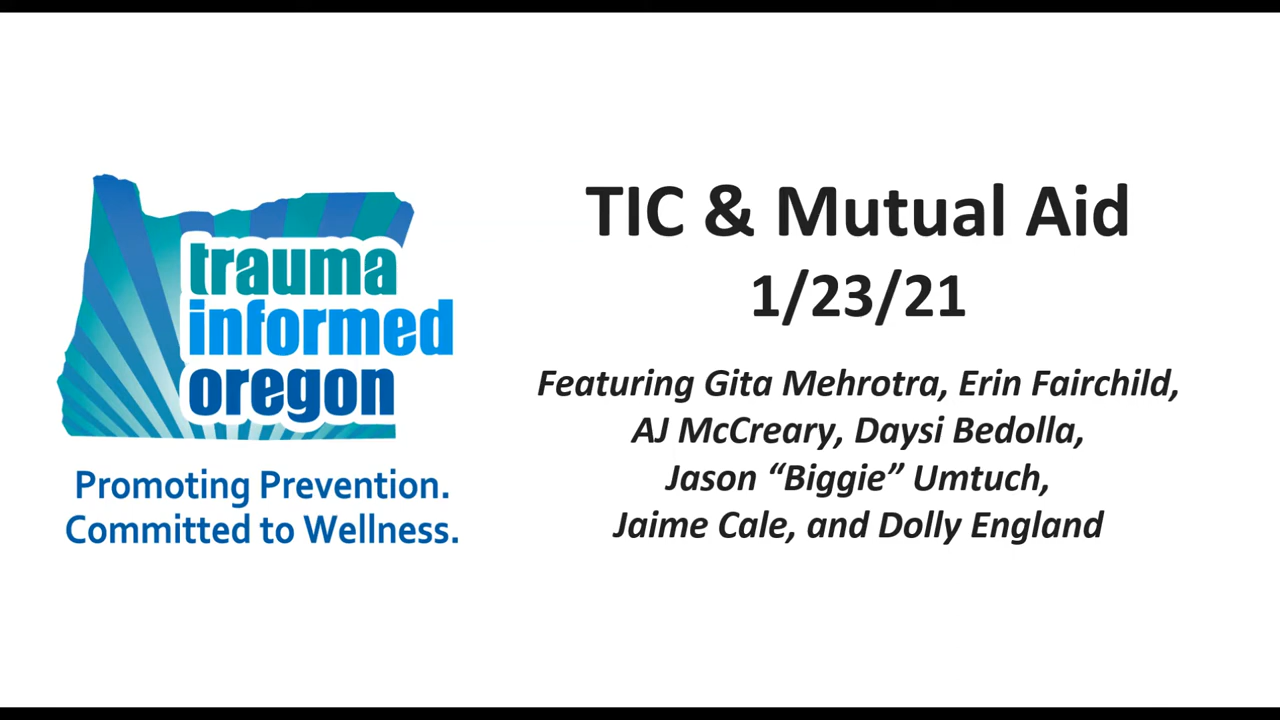 trauma
informed
oregon
Promoting Prevention.
Committed to Wellness.
TIC & Mutual Aid
1/23/21
Featuring Gita Mehrotra, Erin Fairchild,
AJ McCreary, Daysi Bedolla,
Jason “Biggie” Umtuch,
Jaime Cale, and Dolly England